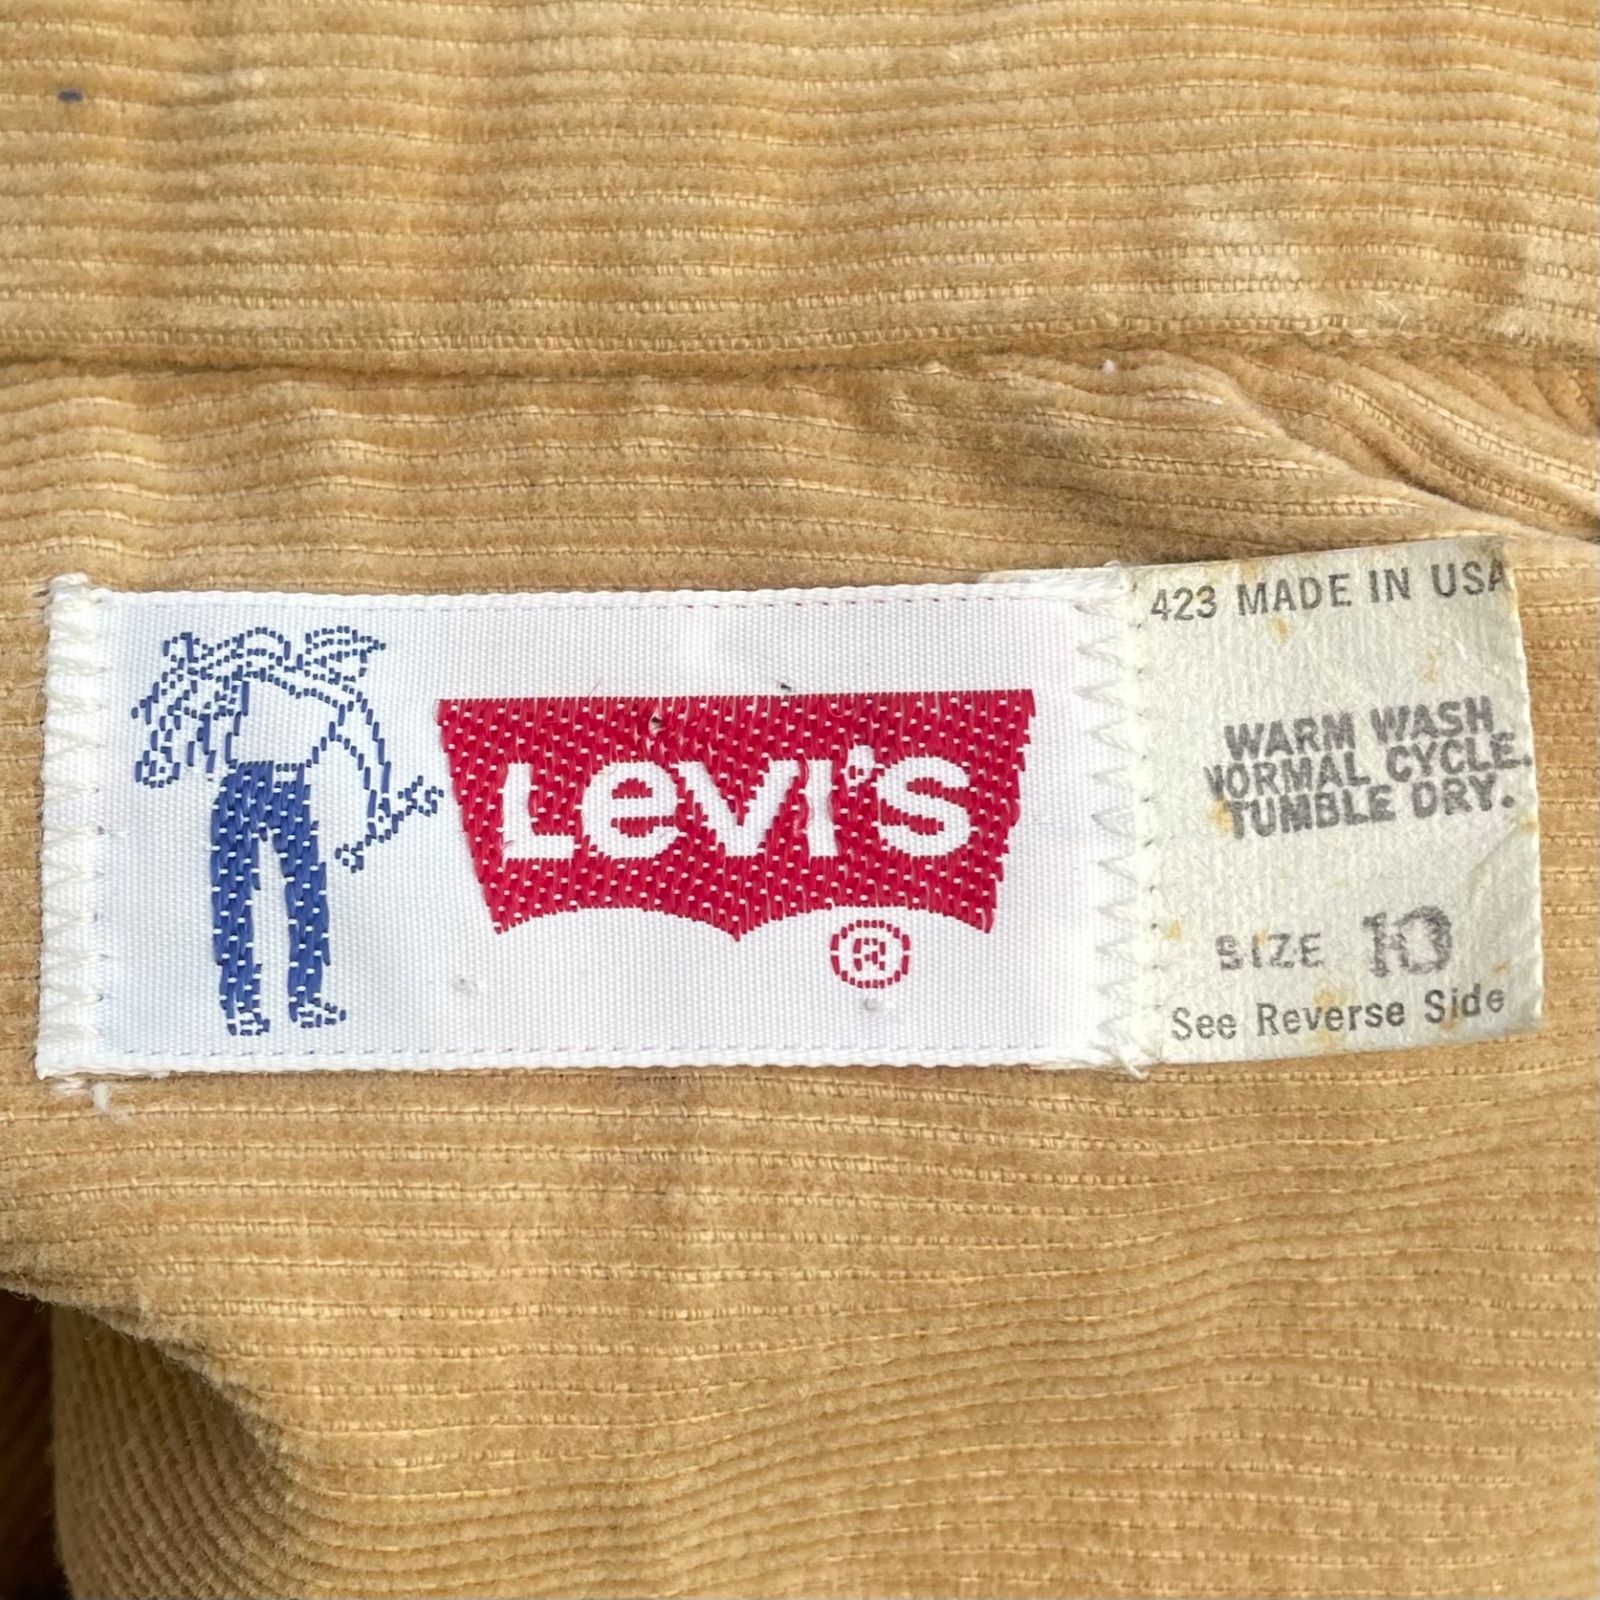 Levi's
®
423 MADE IN USA
WARM WASH
NORMAL CYCLE.
TUMBLE DRY.
SIZE 10
See Reverse Side